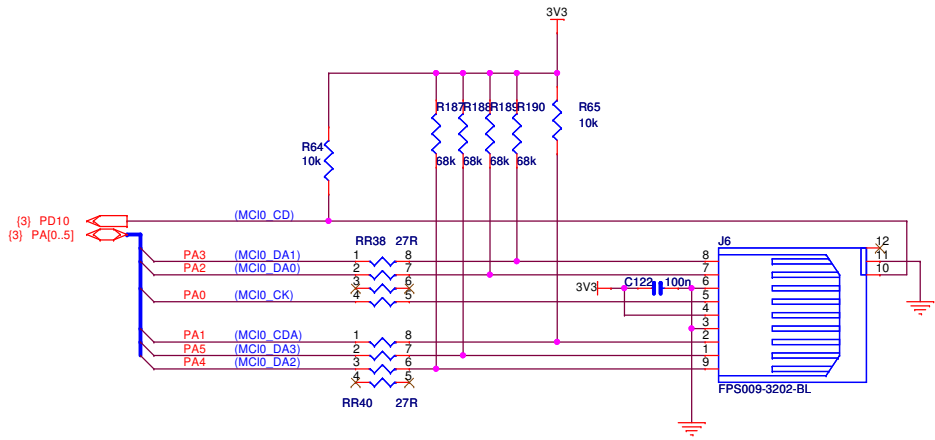 3V3
R187 R188 R189 R190 R65
10k
R64
10k
68k 68k 68k 68k
{3} PD10 (MCI0_CD)
{3} PA[0..5]
RR38 27R
J6
12
PA3 (MCI0_DA1) 1 8 8 11
PA2 (MCI0_DA0) 2 7 7 10
3 6 3V3 C122 100n 6
PA0 (MCI0_CK) 4 5 5
4
3
PA1 (MCI0_CDA) 1 8 2
PA5 (MCI0_DA3) 2 7 1
PA4 (MCI0_DA2) 3 6 9
4 5
FPS009-3202-BL
RR40 27R